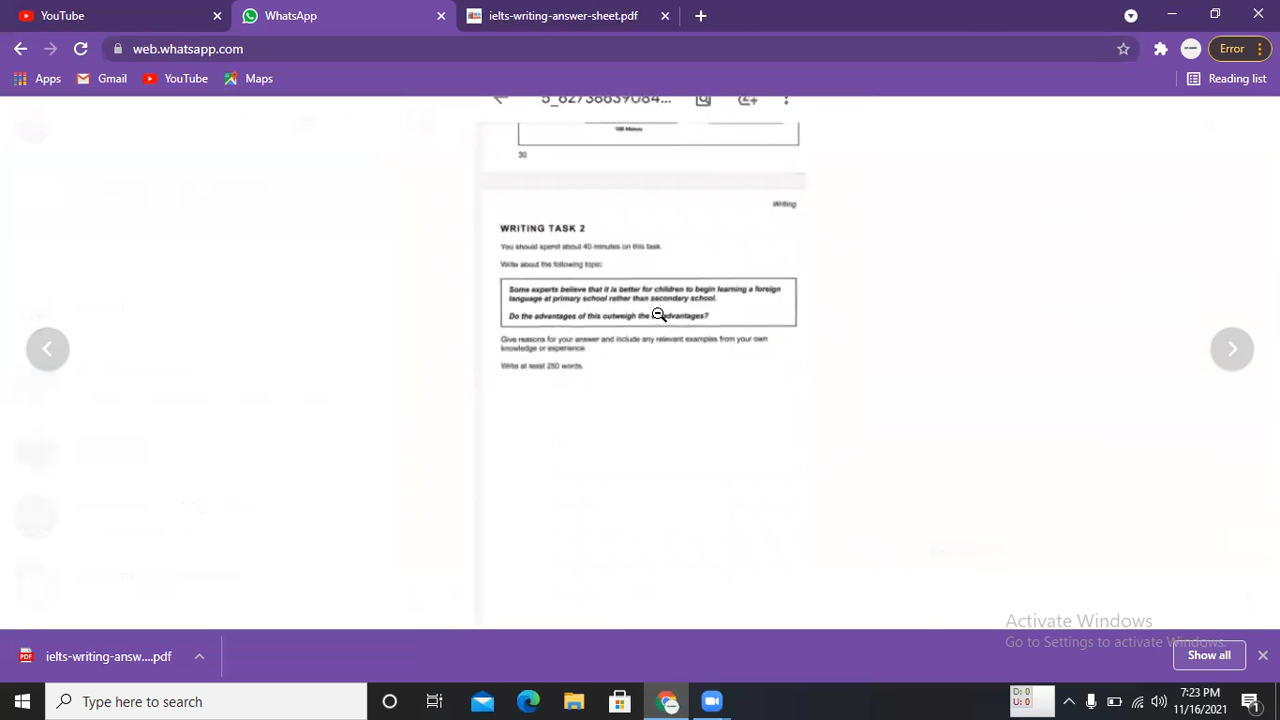 YouTube
WhatsApp
ielts-writing-answer-sheet.pdf
web.whatsapp.com
Error
Apps
Gmail
YouTube
Maps
Reading list
5_62738639084...
30
Writing
WRITING TASK 2
You should spend about 40 minutes on this task.
Write about the following topic:
Some experts believe that it is better for children to begin learning a foreign
language at primary school rather than secondary school.
Do the advantages of this outweigh the disadvantages?
Give reasons for your answer and include any relevant examples from your own
knowledge or experience.
Write at least 250 words.
Activate Windows
Go to Settings to activate Windows.
ielts-writing-answ....pdf
Show all
Type here to search
D: 0
U: 0
7:23 PM
11/16/2021